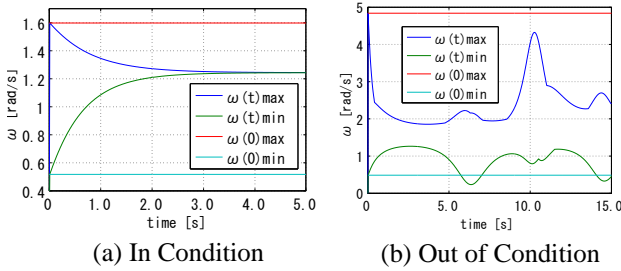 1.6
1.4
1.2
1.0
0.8
0.6
0.4
ω [rad/s]
ω(t)max
ω(t)min
ω(0)max
ω(0)min
0.0 1.0 2.0 3.0 4.0 5.0
time [s]
(a) In Condition
5
4
3
2
1
0
ω [rad/s]
ω(t)max
ω(t)min
ω(0)max
ω(0)min
0.0 5.0 10.0 15.0
time [s]
(b) Out of Condition